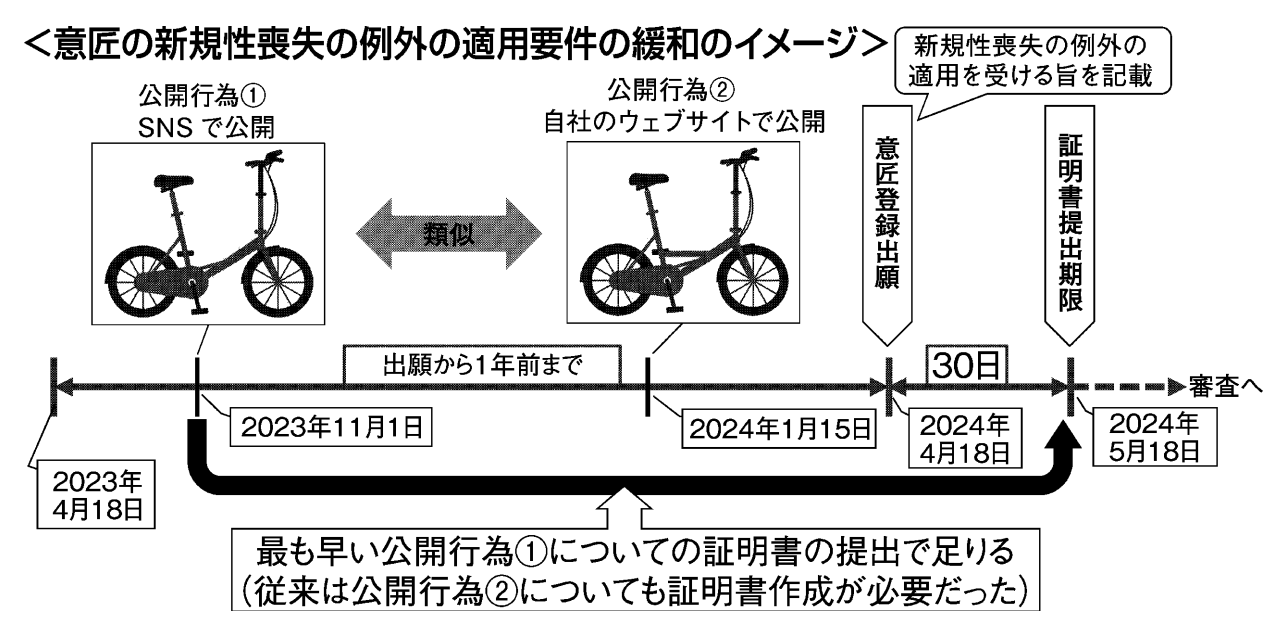 ＜意匠の新規性喪失の例外の適用要件の緩和のイメージ＞
新規性喪失の例外の
適用を受ける旨を記載
公開行為①
SNSで公開
公開行為②
自社のウェブサイトで公開
類似
意匠登録出願
証明書提出期限
出願から1年前まで
30日
審査へ
2023年11月1日
2024年1月15日
2024年
4月18日
2024年
5月18日
2023年
4月18日
最も早い公開行為①についての証明書の提出で足りる
(従来は公開行為②についても証明書作成が必要だった)